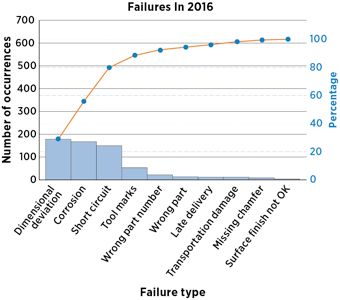 Failures In 2016
Number of occurrences
700
600
500
400
300
200
100
0
100
80
60
40
20
0
Percentage
Dimensional
deviation
Corrosion
Short circuit
Tool marks
Wrong part number
Wrong part
Late delivery
Transportation damage
Missing chamfer
Surface finish not OK
Failure type